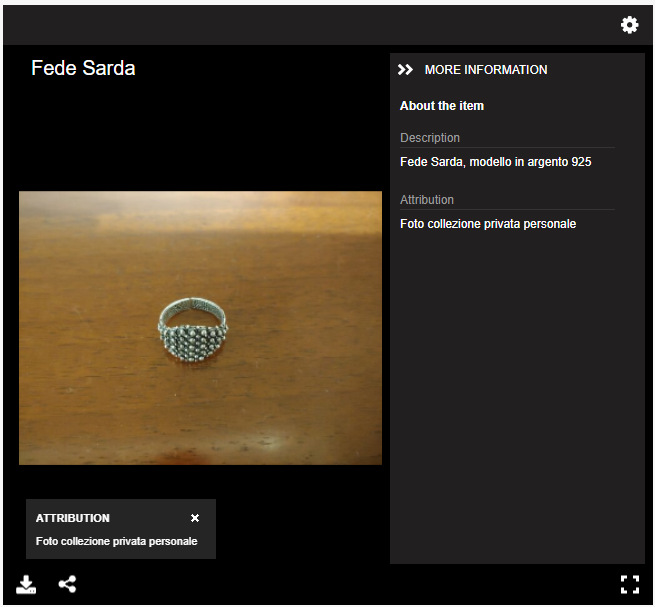 Fede Sarda
MORE INFORMATION
About the item
Description
Fede Sarda, modello in argento 925
Attribution
Foto collezione privata personale
ATTRIBUTION
Foto collezione privata personale